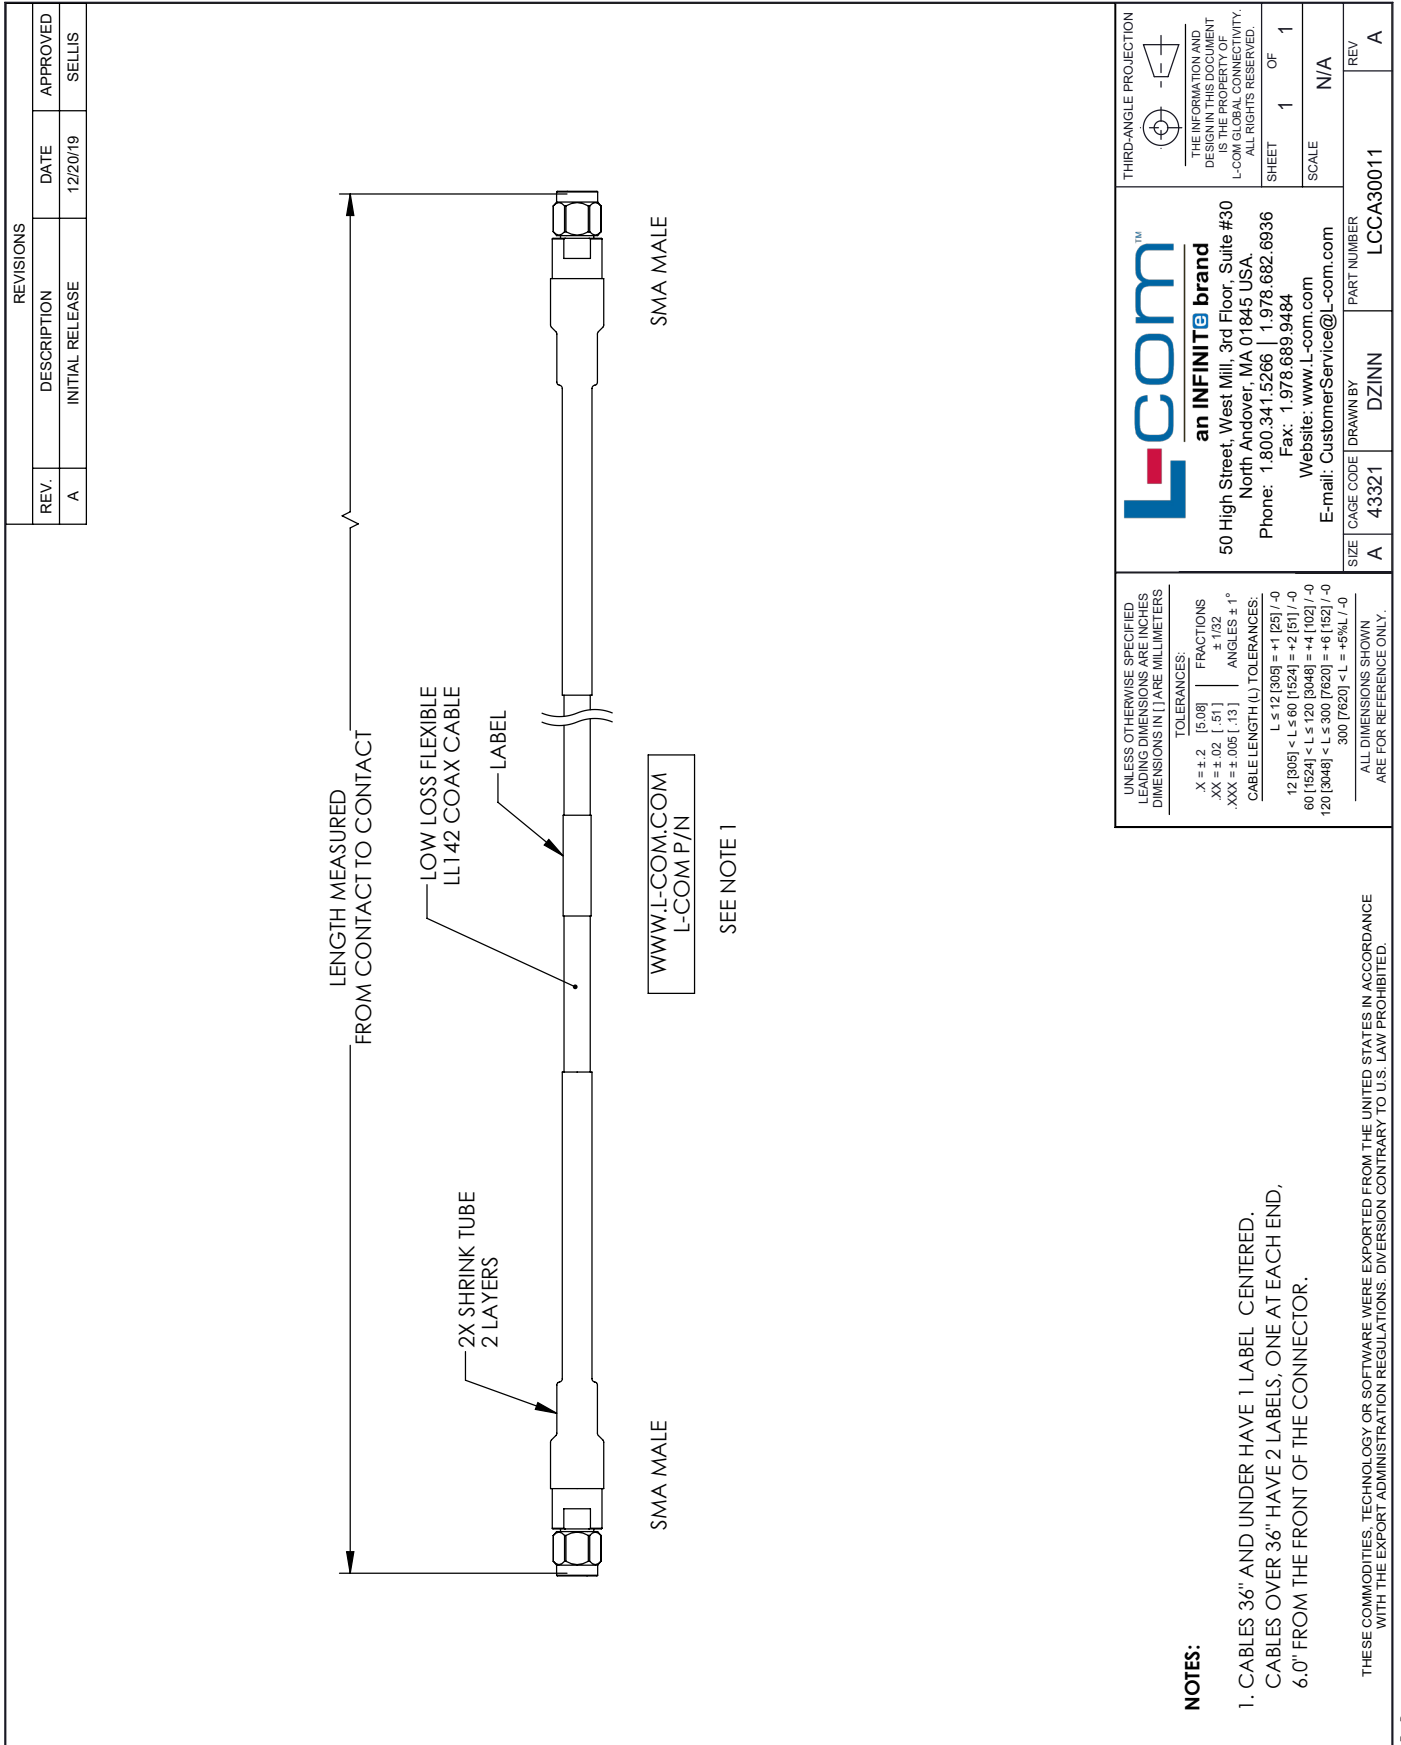 REVISIONS
REV. DESCRIPTION DATE APPROVED
A INITIAL RELEASE 12/20/19 SELLIS
LENGTH MEASURED
FROM CONTACT TO CONTACT
LOW LOSS FLEXIBLE
LL142 COAX CABLE
2X SHRINK TUBE
2 LAYERS
LABEL
SMA MALE
SMA MALE
WWW.L-COM.COM
L-COM P/N
SEE NOTE 1
NOTES:
1. CABLES 36" AND UNDER HAVE 1 LABEL CENTERED.
CABLES OVER 36" HAVE 2 LABELS, ONE AT EACH END,
6.0" FROM THE FRONT OF THE CONNECTOR.
THESE COMMODITIES, TECHNOLOGY OR SOFTWARE WERE EXPORTED FROM THE UNITED STATES IN ACCORDANCE
WITH THE EXPORT ADMINISTRATION REGULATIONS. DIVERSION CONTRARY TO U.S. LAW PROHIBITED.
UNLESS OTHERWISE SPECIFIED
LEADING DIMENSIONS ARE INCHES
DIMENSIONS IN [ ] ARE MILLIMETERS
TOLERANCES:
.X = ± .2 [5.08] FRACTIONS
.XX = ± .02 [ .51 ] ± 1/32
.XXX = ± .005 [ .13 ] ANGLES ± 1°
CABLE LENGTH (L) TOLERANCES:
L ≤ 12 [305] = +1 [25] / -0
12 [305] < L ≤ 60 [1524] = +2 [51] / -0
60 [1524] < L ≤ 120 [3048] = +4 [102] / -0
120 [3048] < L ≤ 300 [7620] = +6 [152] / -0
300 [7620] < L = +5%L / -0
ALL DIMENSIONS SHOWN
ARE FOR REFERENCE ONLY.
L-com™
an INFINITe brand
50 High Street, West Mill, 3rd Floor, Suite #30
North Andover, MA 01845 USA.
Phone: 1.800.341.5266 | 1.978.682.6936
Fax: 1.978.689.9484
Website: www.L-com.com
E-mail: CustomerService@L-com.com
THIRD-ANGLE PROJECTION
THE INFORMATION AND
DESIGN IN THIS DOCUMENT
IS THE PROPERTY OF
L-COM GLOBAL CONNECTIVITY.
ALL RIGHTS RESERVED.
SHEET 1 OF 1
SCALE N/A
SIZE A
CAGE CODE 43321
DRAWN BY DZINN
PART NUMBER LCCA30011
REV A